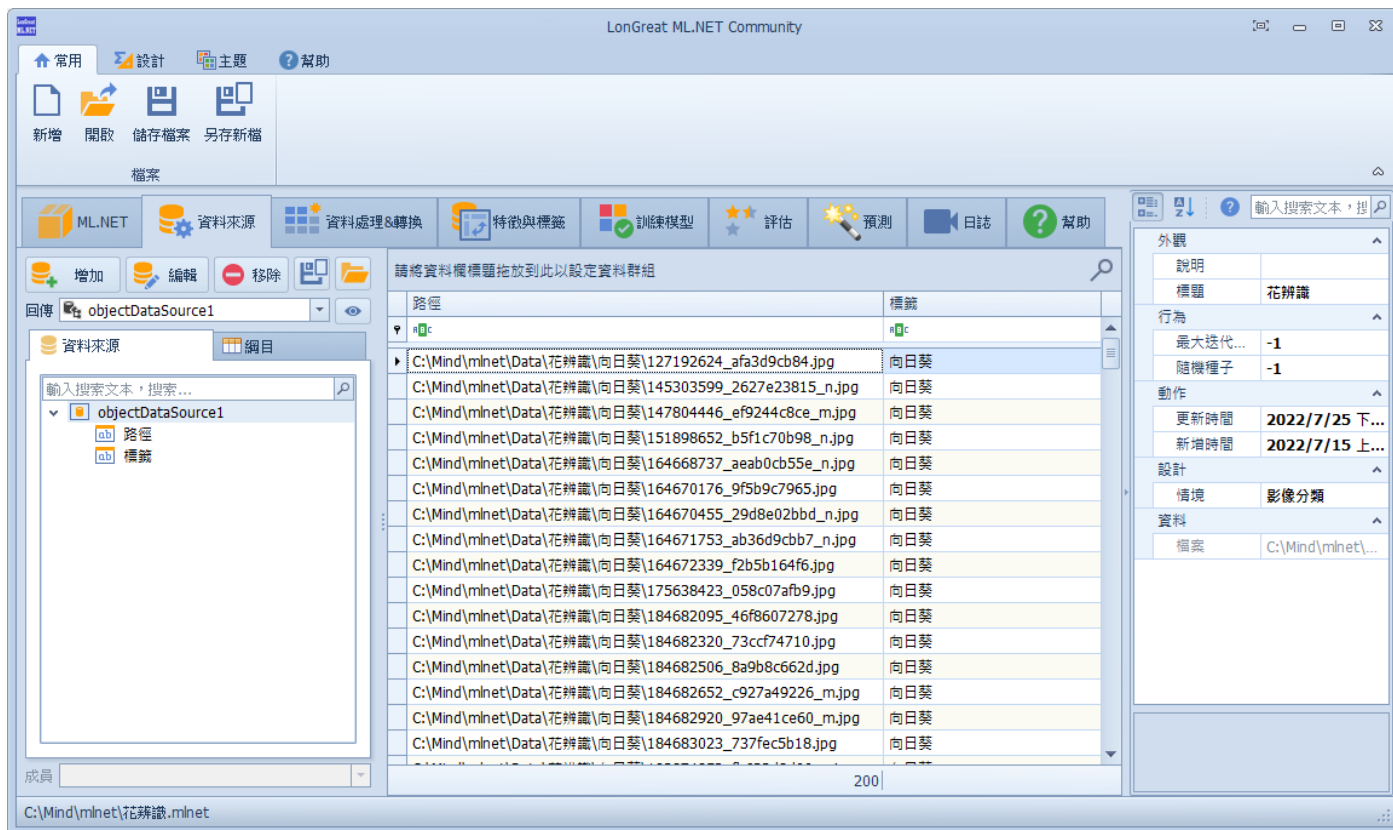 LonGreat ML.NET Community
常用 設計 主題 幫助
新增 開啟 儲存檔案 另存新檔
檔案
ML.NET 資料來源 資料處理&轉換 特徵與標籤 訓練模型 評估 預測 日誌 幫助
增加 編輯 移除
回傳 objectDataSource1
資料來源 綱目
輸入搜索文本，搜索...
objectDataSource1
路徑
標籤
成員
請將資料欄標題拖放到此以設定資料群組
路徑 標籤
C:\Mind\mlnet\Data\花辨識\向日葵\127192624_afa3d9cb84.jpg 向日葵
C:\Mind\mlnet\Data\花辨識\向日葵\145303599_2627e23815_n.jpg 向日葵
C:\Mind\mlnet\Data\花辨識\向日葵\147804446_ef9244c8ce_m.jpg 向日葵
C:\Mind\mlnet\Data\花辨識\向日葵\151898652_b5f1c70b98_n.jpg 向日葵
C:\Mind\mlnet\Data\花辨識\向日葵\164668737_aeab0cb55e_n.jpg 向日葵
C:\Mind\mlnet\Data\花辨識\向日葵\164670176_9f5b9c7965.jpg 向日葵
C:\Mind\mlnet\Data\花辨識\向日葵\164670455_29d8e02bbd_n.jpg 向日葵
C:\Mind\mlnet\Data\花辨識\向日葵\164671753_ab36d9cbb7_n.jpg 向日葵
C:\Mind\mlnet\Data\花辨識\向日葵\164672339_f2b5b164f6.jpg 向日葵
C:\Mind\mlnet\Data\花辨識\向日葵\175638423_058c07afb9.jpg 向日葵
C:\Mind\mlnet\Data\花辨識\向日葵\184682095_46f8607278.jpg 向日葵
C:\Mind\mlnet\Data\花辨識\向日葵\184682320_73ccf74710.jpg 向日葵
C:\Mind\mlnet\Data\花辨識\向日葵\184682506_8a9b8c662d.jpg 向日葵
C:\Mind\mlnet\Data\花辨識\向日葵\184682652_c927a49226_m.jpg 向日葵
C:\Mind\mlnet\Data\花辨識\向日葵\184682920_97ae41ce60_m.jpg 向日葵
C:\Mind\mlnet\Data\花辨識\向日葵\184683023_737fec5b18.jpg 向日葵
200
輸入搜索文本，搜
外觀
說明
標題 花辨識
行為
最大迭代... -1
隨機種子 -1
動作
更新時間 2022/7/25 下...
新增時間 2022/7/15 上...
設計
情境 影像分類
資料
檔案 C:\Mind\mlnet\...
C:\Mind\mlnet\花辨識.mlnet